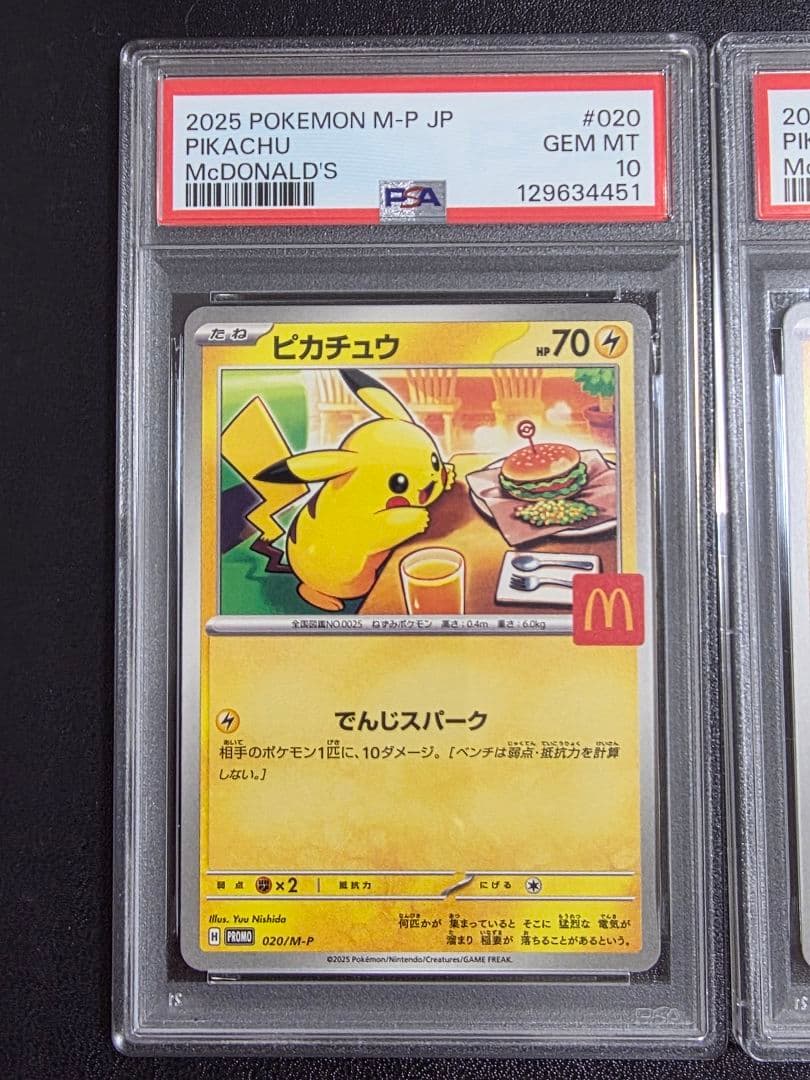 2025 POKEMON M-P JP #020
PIKACHU GEM MT
McDONALD'S 10
PSA 129634451
20
PI
Mc
たね ピカチュウ HP70
全国図鑑NO.0025 ねずみポケモン 高さ:0.4m 重さ:6.0kg
M
でんじスパーク
相手のポケモン1匹に、10ダメージ。[ベンチは弱点・抵抗力を計算
しない。]
弱点 ×2 抵抗力 にげる
Illus. Yuu Nishida
何匹かが 集まっていると そこに 猛烈な 電気が
溜まり 稲妻が 落ちることがあるという。
H PROMO 020/M-P
©2025 Pokémon/Nintendo/Creatures/GAME FREAK.
PSA